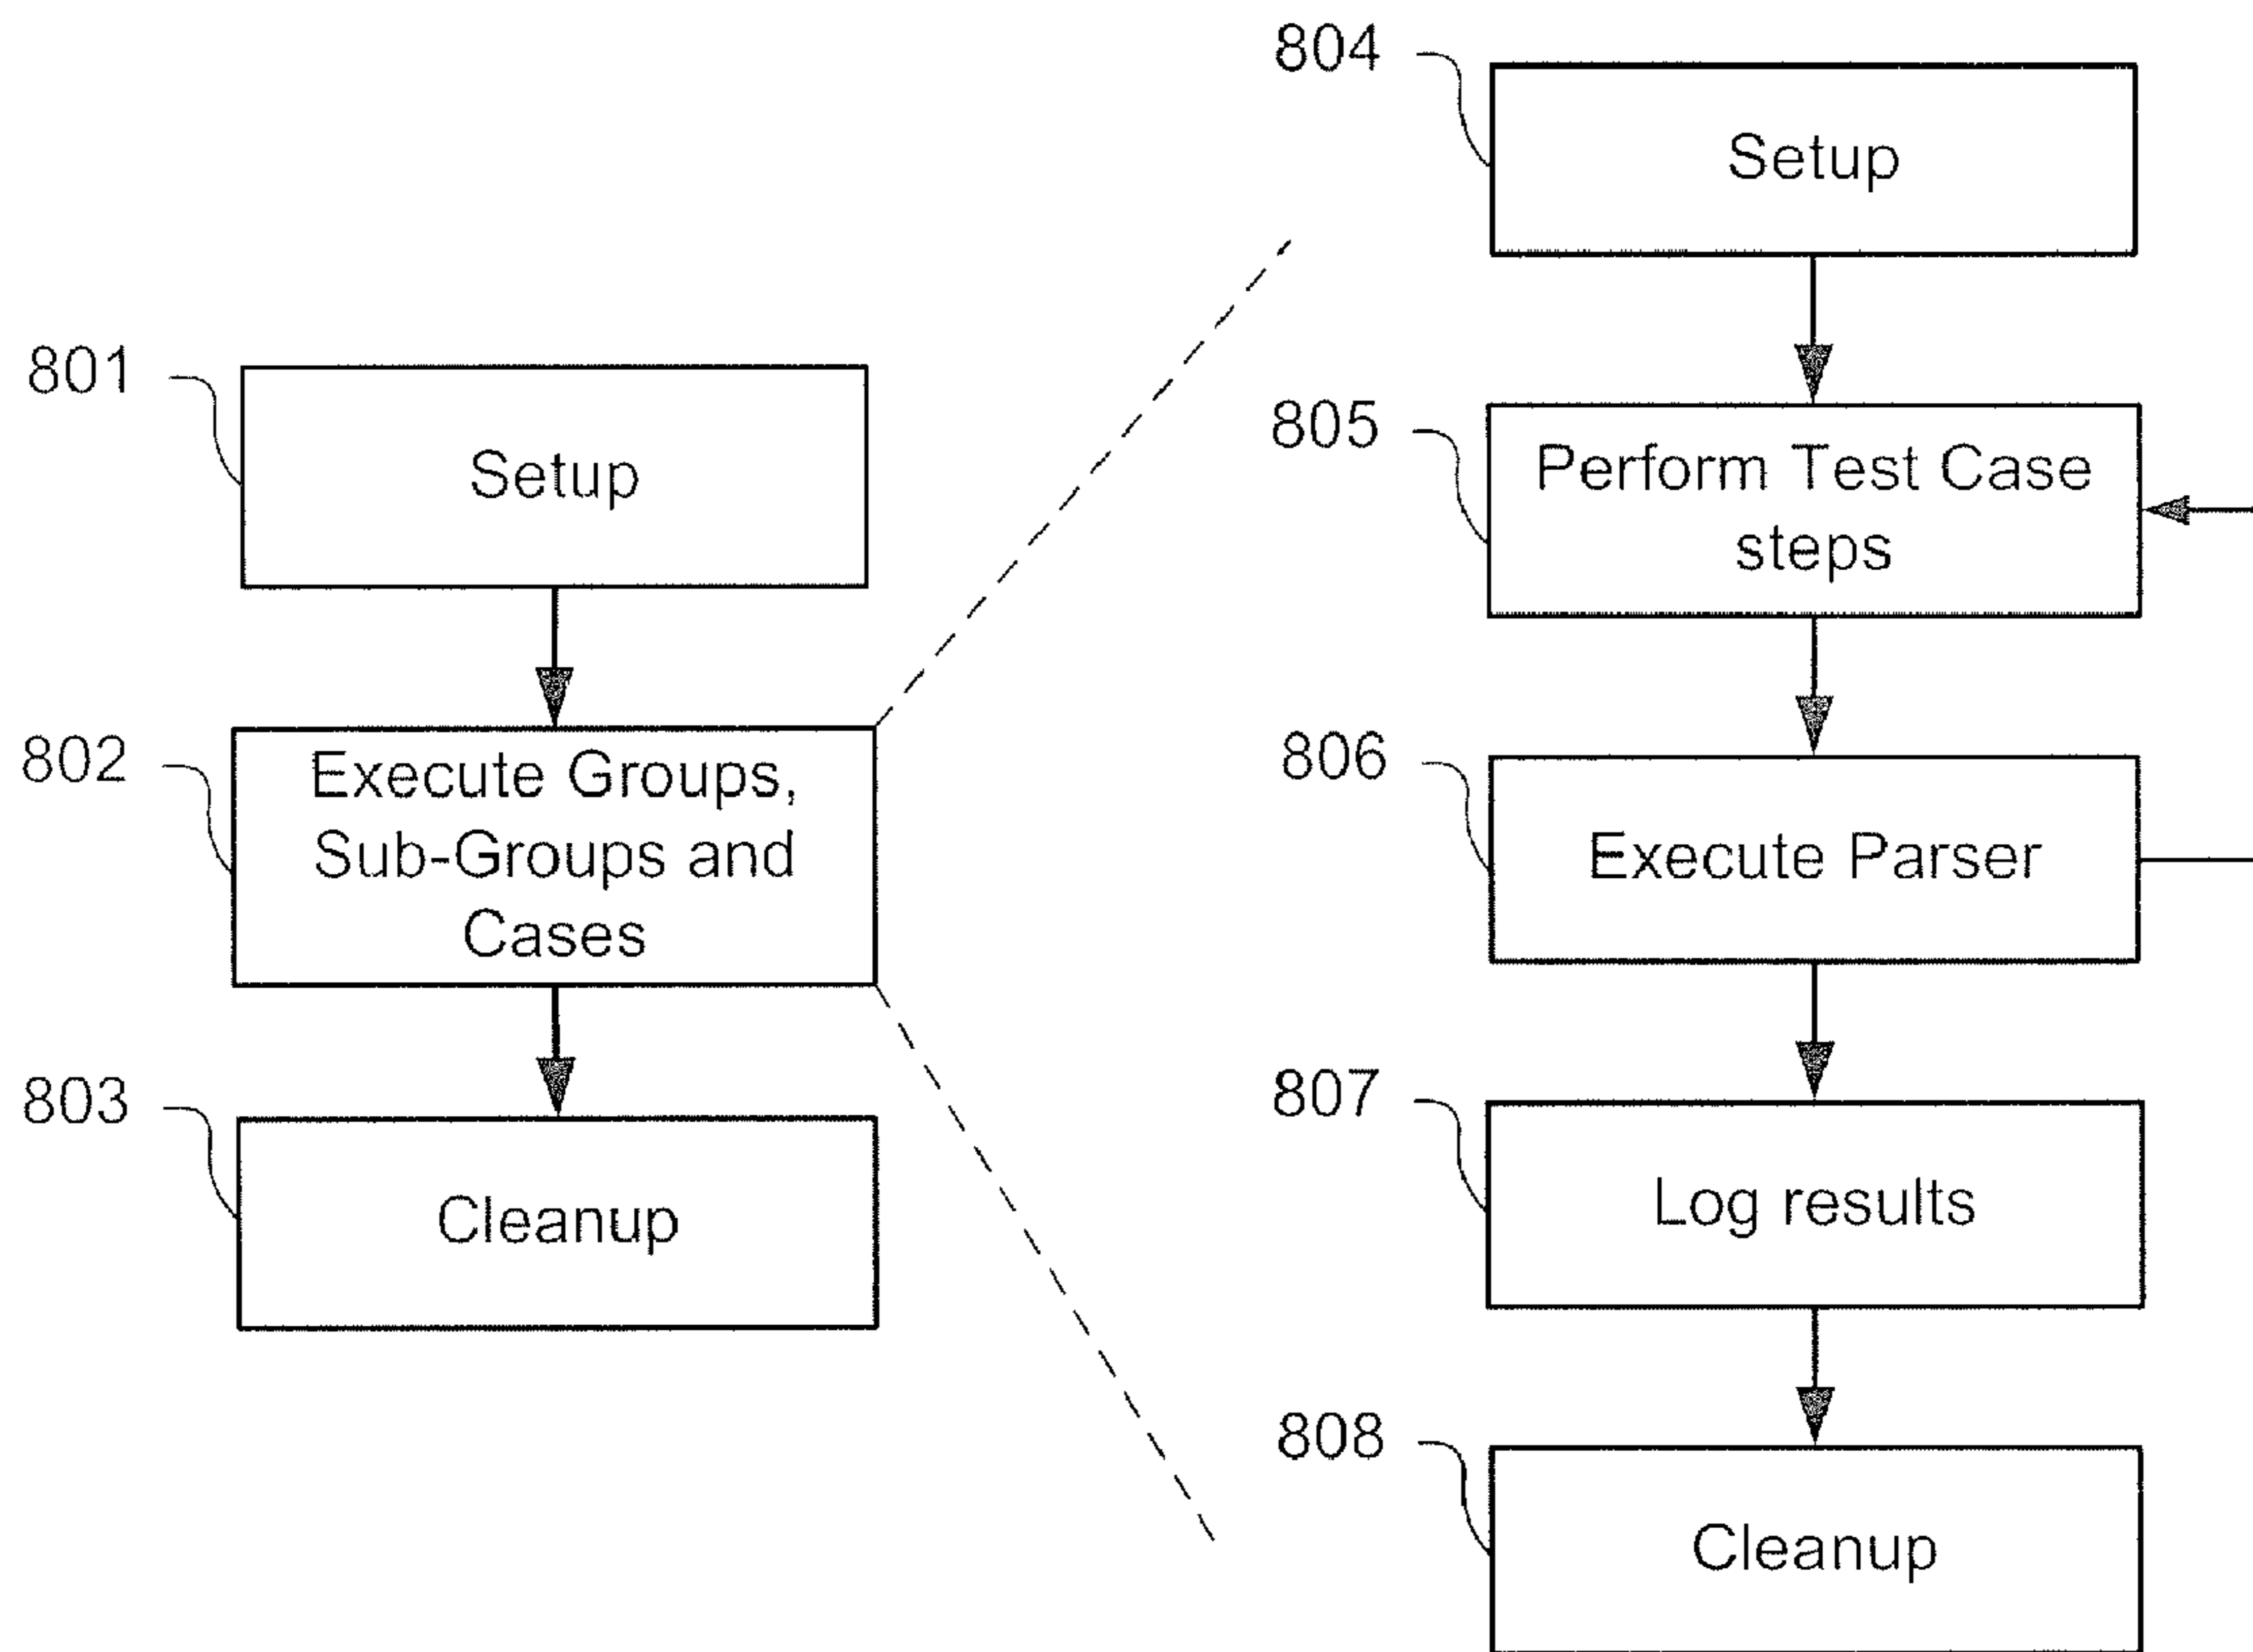 801
Setup
802
Execute Groups,
Sub-Groups and
Cases
803
Cleanup
804
Setup
805
Perform Test Case
steps
806
Execute Parser
807
Log results
808
Cleanup